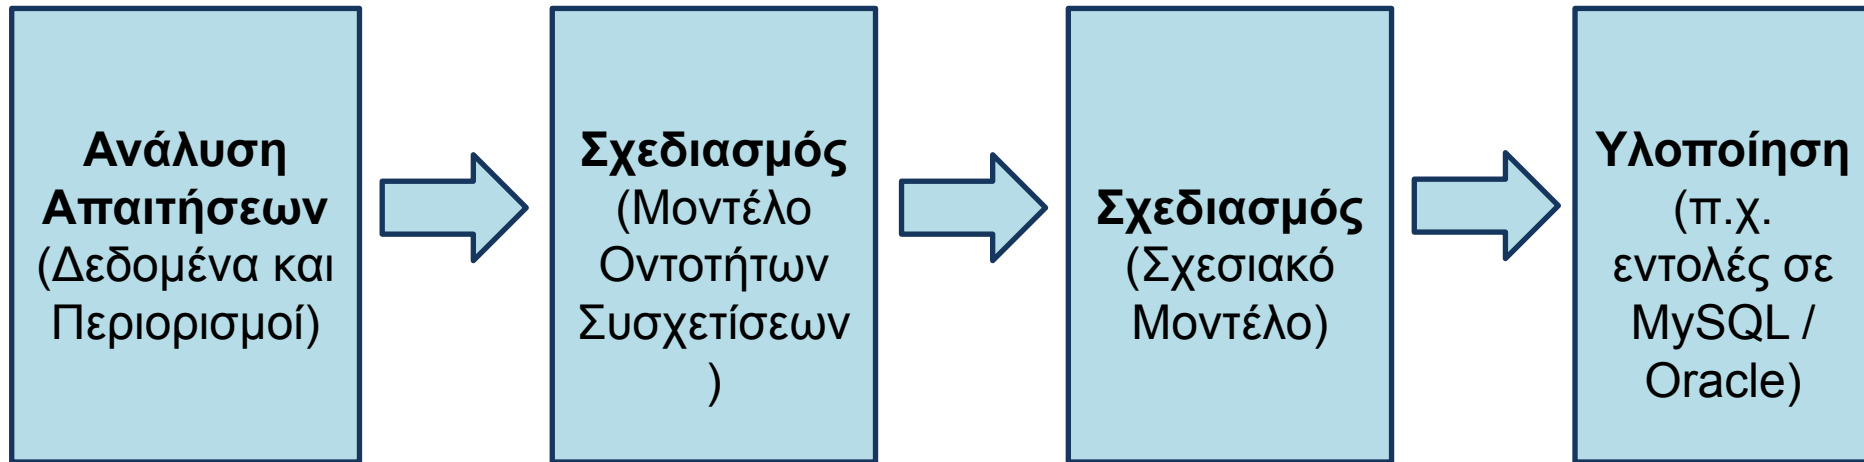 Ανάλυση
Απαιτήσεων
(Δεδομένα και
Περιορισμοί)
Σχεδιασμός
(Μοντέλο
Οντοτήτων
Συσχετίσεων
)
Σχεδιασμός
(Σχεσιακό
Μοντέλο)
Υλοποίηση
(π.χ.
εντολές σε
MySQL /
Oracle)